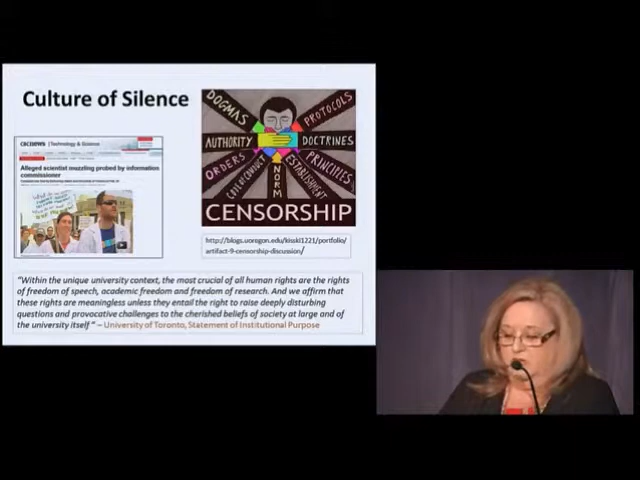 Culture of Silence
cbcnews | Technology & Science
Alleged scientist muzzling probed by information
commissioner
DOGMAS
PROTOCOLS
AUTHORITY
DOCTRINES
ORDERS
PRINCIPLES
CODE OF CONDUCT
NORM
ESTABLISHMENT
CENSORSHIP
http://blogs.uoregon.edu/kinski1221/portfolio/
artifact-9-censorship-discussion/
"Within the unique university context, the most crucial of all human rights are the rights
of freedom of speech, academic freedom and freedom of research. And we affirm that
these rights are meaningless unless they entail the right to raise deeply disturbing
questions and provocative challenges to the cherished beliefs of society at large and of
the university itself" – University of Toronto, Statement of Institutional Purpose